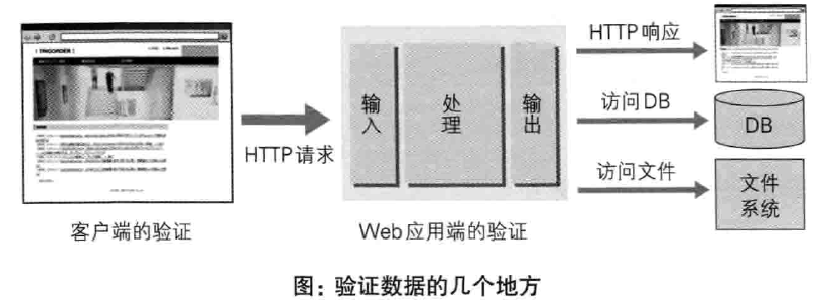 [TRIGORDER]
HTTP请求
输入
处理
输出
HTTP响应
访问DB
访问文件
DB
文件
系统
客户端的验证
Web应用端的验证
图：验证数据的几个地方